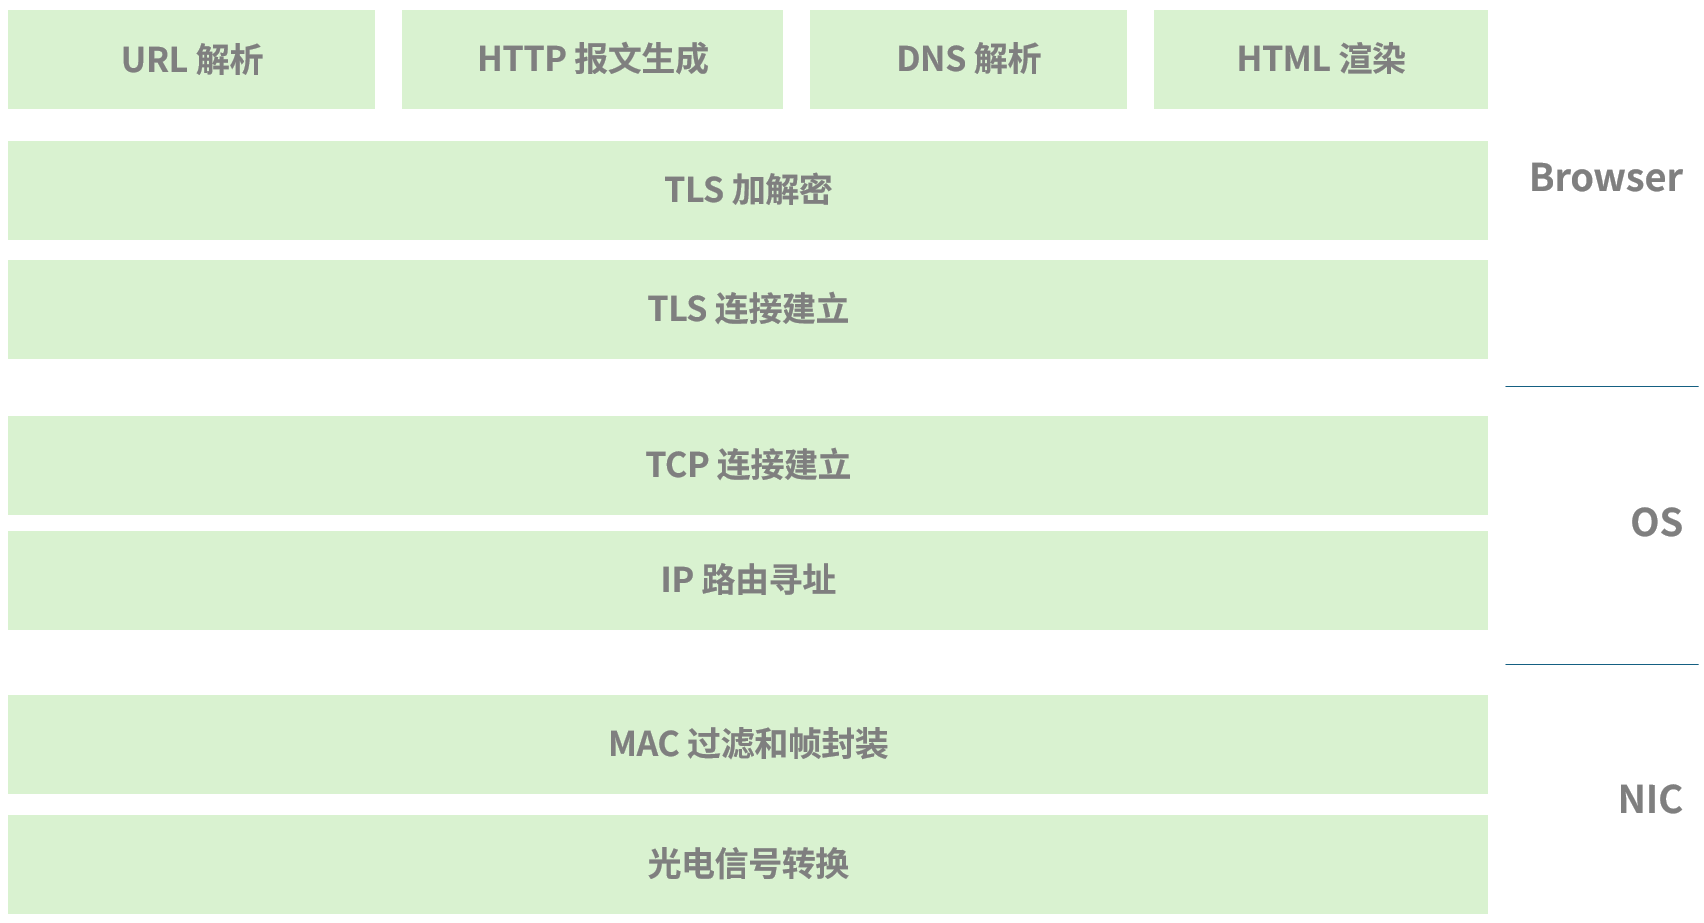 URL 解析
HTTP 报文生成
DNS 解析
HTML 渲染
TLS 加解密
Browser
TLS 连接建立
TCP 连接建立
OS
IP 路由寻址
MAC 过滤和帧封装
NIC
光电信号转换